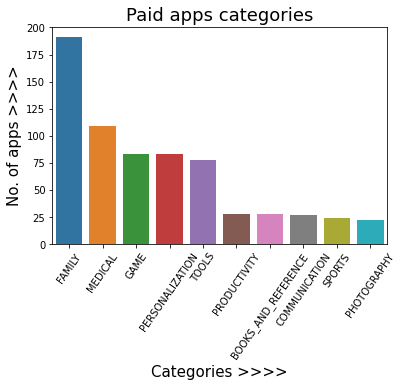 Paid apps categories
No. of apps >>>>
200
175
150
125
100
75
50
25
0
FAMILY
MEDICAL
GAME
PERSONALIZATION
TOOLS
PRODUCTIVITY
BOOKS_AND_REFERENCE
COMMUNICATION
SPORTS
PHOTOGRAPHY
Categories >>>>